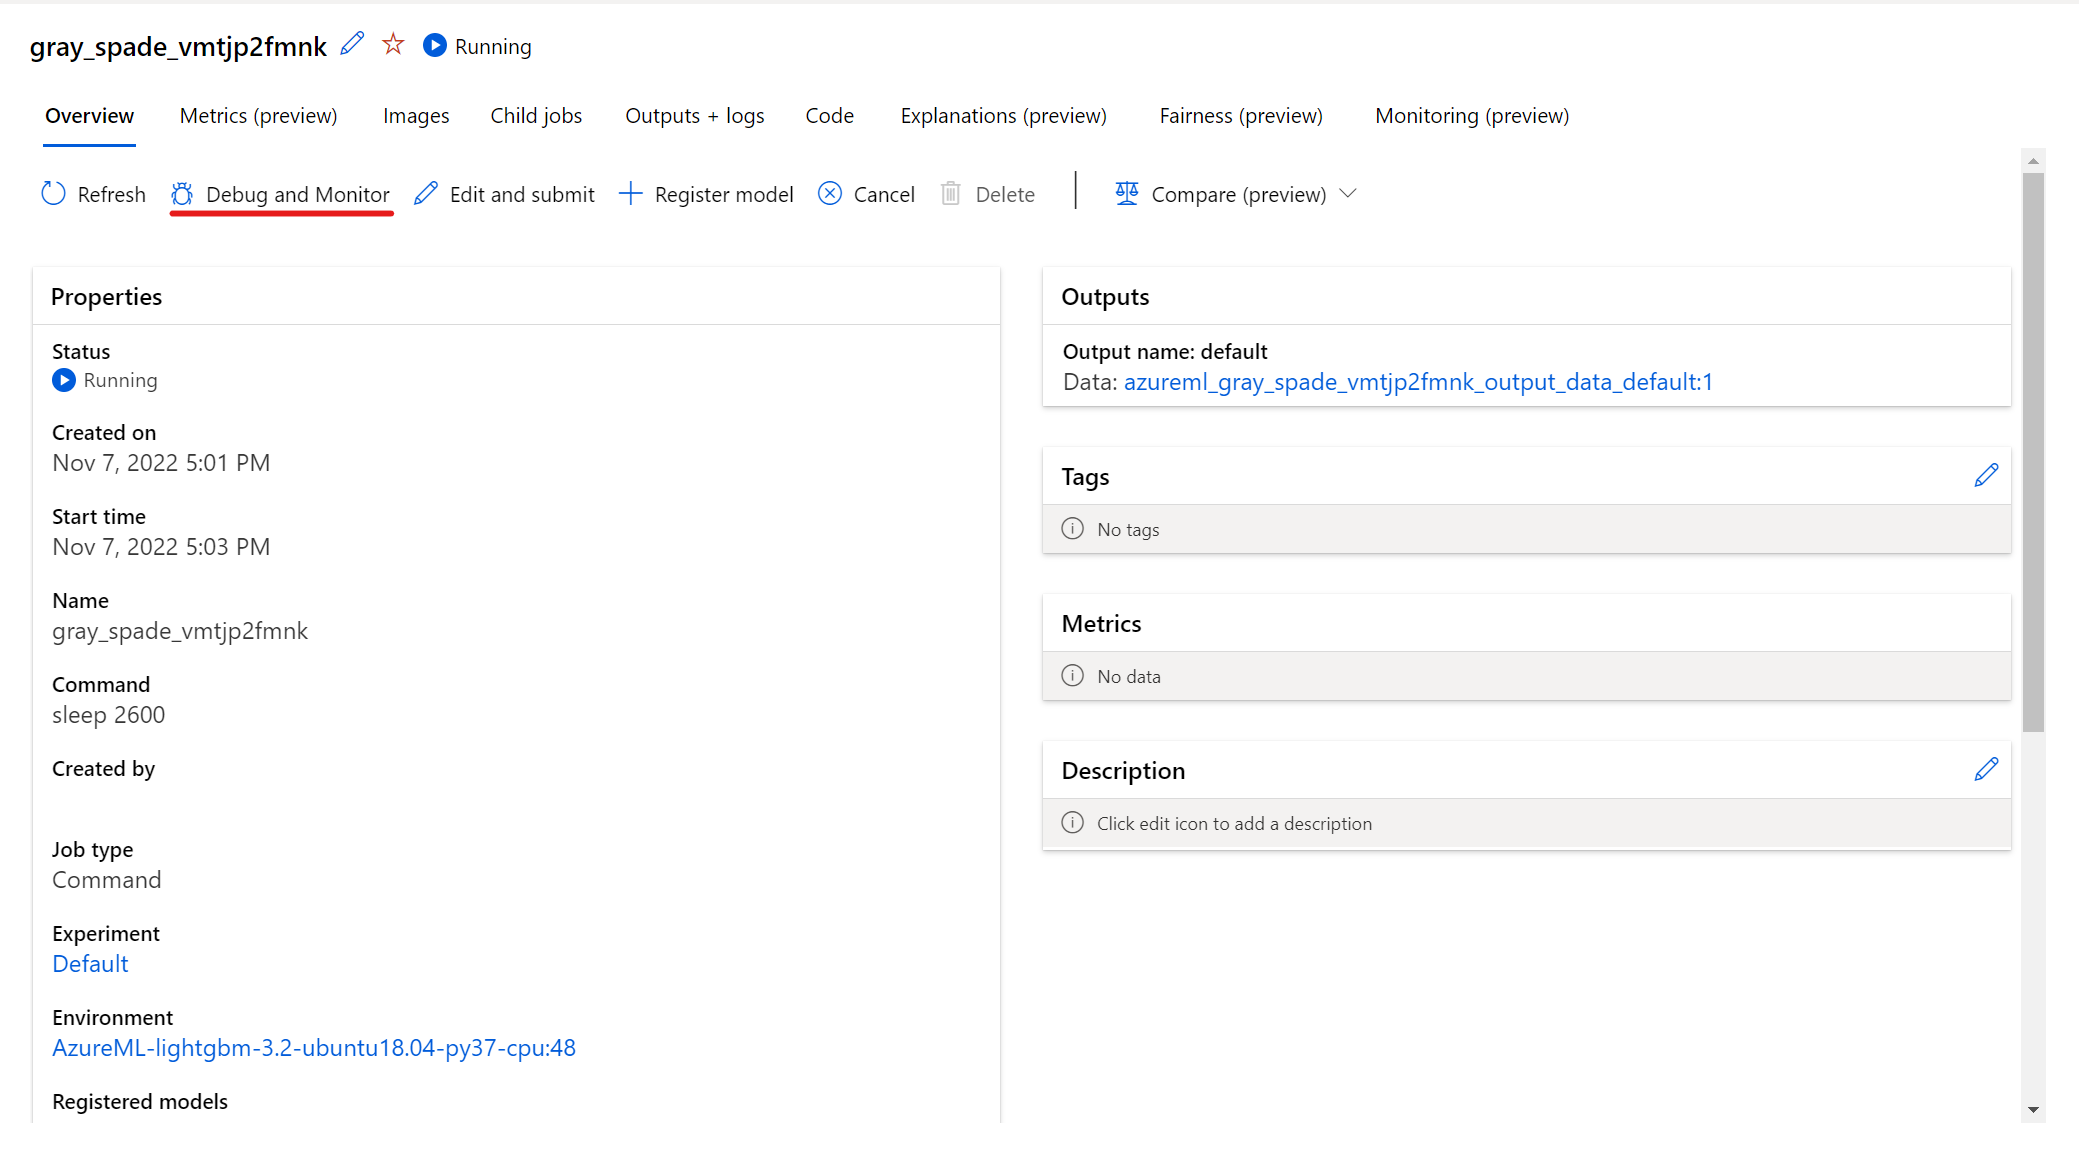 gray_spade_vmtjp2fmnk Running
Overview Metrics (preview) Images Child jobs Outputs + logs Code Explanations (preview) Fairness (preview) Monitoring (preview)
Refresh Debug and Monitor Edit and submit Register model Cancel Delete Compare (preview)
Properties
Status
Running
Created on
Nov 7, 2022 5:01 PM
Start time
Nov 7, 2022 5:03 PM
Name
gray_spade_vmtjp2fmnk
Command
sleep 2600
Created by
Job type
Command
Experiment
Default
Environment
AzureML-lightgbm-3.2-ubuntu18.04-py37-cpu:48
Registered models
Outputs
Output name: default
Data: azureml_gray_spade_vmtjp2fmnk_output_data_default:1
Tags
No tags
Metrics
No data
Description
Click edit icon to add a description